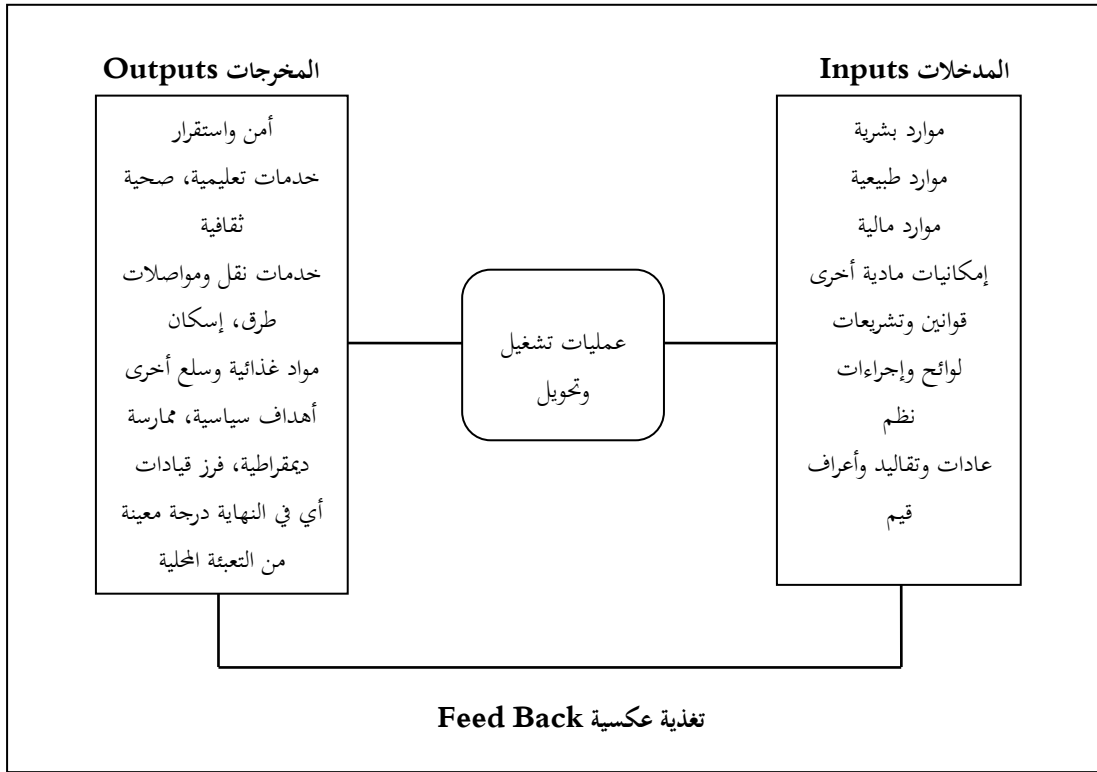 المدخلات Inputs
موارد بشرية
موارد طبيعية
موارد مالية
إمكانيات مادية أخرى
قوانين وتشريعات
لوائح وإجراءات
نظم
عادات وتقاليد وأعراف
قيم
عمليات تشغيل
وتحويل
المخرجات Outputs
أمن واستقرار
خدمات تعليمية، صحية
ثقافية
خدمات نقل ومواصلات
طرق، إسكان
مواد غذائية وسلع أخرى
أهداف سياسية، ممارسة
ديمقراطية، فرز قيادات
أي في النهاية درجة معينة
من التعبئة المحلية
تغذية عكسية Feed Back